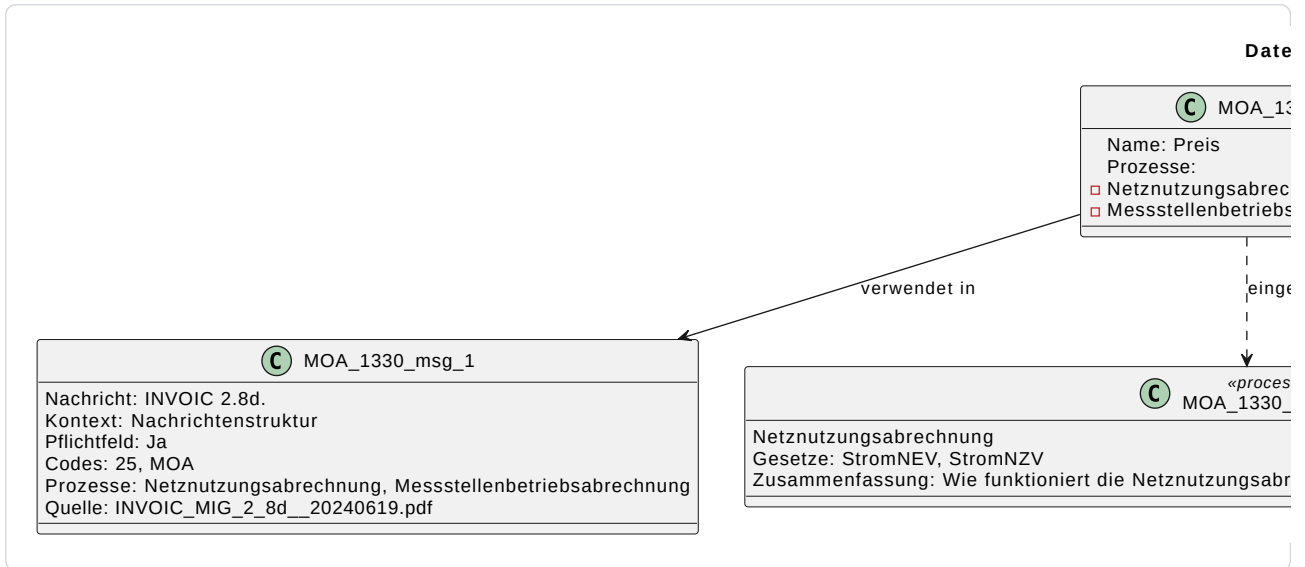 Date
C MOA_13
Name: Preis
Prozesse:
Netznutzungsabrec
Messstellenbetriebs
verwendet in
einge
C MOA_1330_msg_1
Nachricht: INVOIC 2.8d.
Kontext: Nachrichtenstruktur
Pflichtfeld: Ja
Codes: 25, MOA
Prozesse: Netznutzungsabrechnung, Messstellenbetriebsabrechnung
Quelle: INVOIC_MIG_2_8d__20240619.pdf
«proces
C MOA_1330_
Netznutzungsabrechnung
Gesetze: StromNEV, StromNZV
Zusammenfassung: Wie funktioniert die Netznutzungsabr